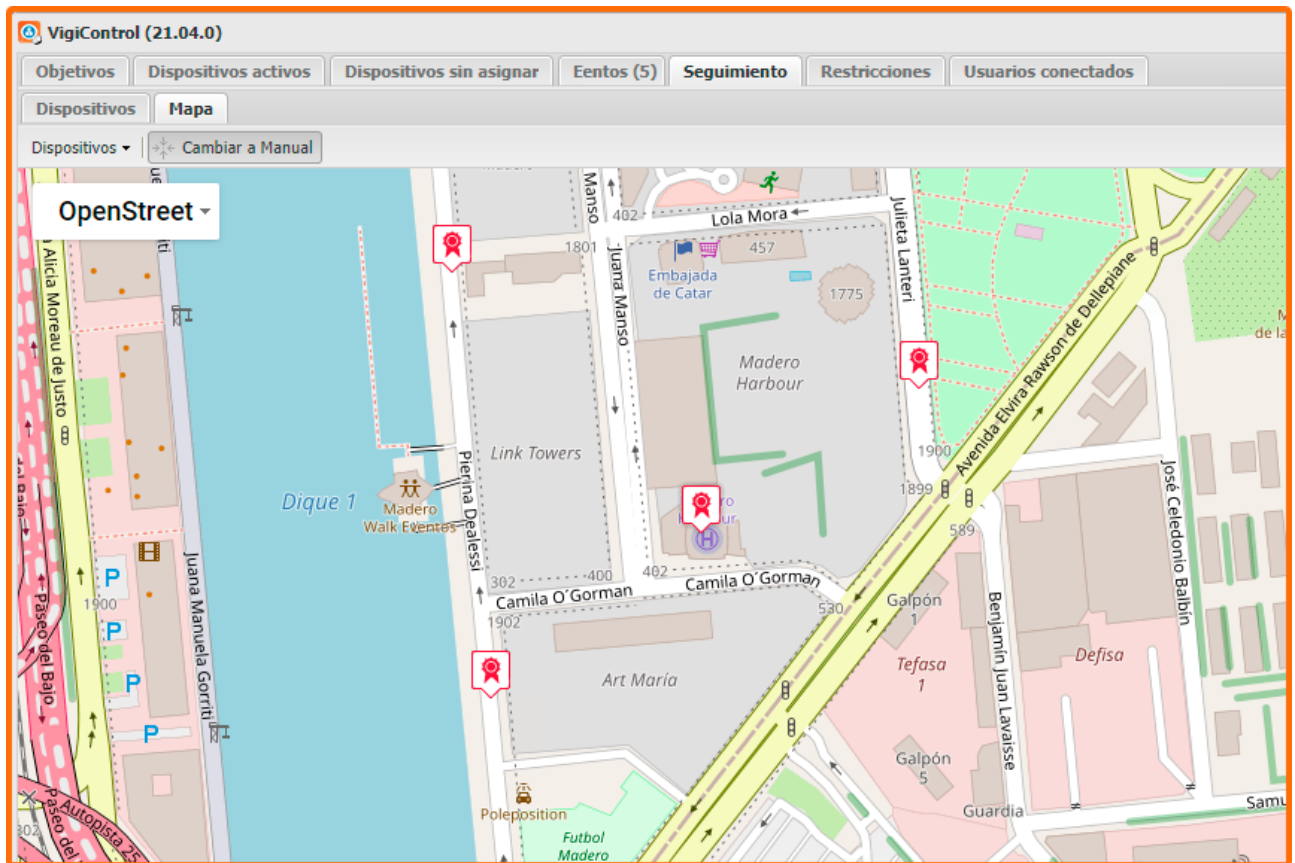 VigiControl (21.04.0)
Objetivos
Dispositivos activos
Dispositivos sin asignar
Eentos (5)
Seguimiento
Restricciones
Usuarios conectados
Dispositivos
Mapa
Dispositivos
Cambiar a Manual
OpenStreet
Alicia Moreau de Justo
Manso
402
Lola Mora
1801
Juana Manso
457
Embajada
de Catar
1775
Julieta Lanteri
Avenida Elvira Rawson de Dellepiane
de la
Madero
Harbour
Link Towers
Dique 1
Madero
Walk Eventos
Pierina Dealessi
1900
1899
589
José Celedonio Balbín
302
400
402
Camila O´Gorman
Camila O´Gorman
1902
530
P
1900
P
P
P
Paseo del Bajo
Juana Manuela Gorriti
Galpón
1
Benjamín Juan Lavaisse
Tefasa
1
Defisa
Art María
Galpón
5
Guardia
Samu
Poleposition
Futbol
Madero
Autopista 25
Paseo del
302